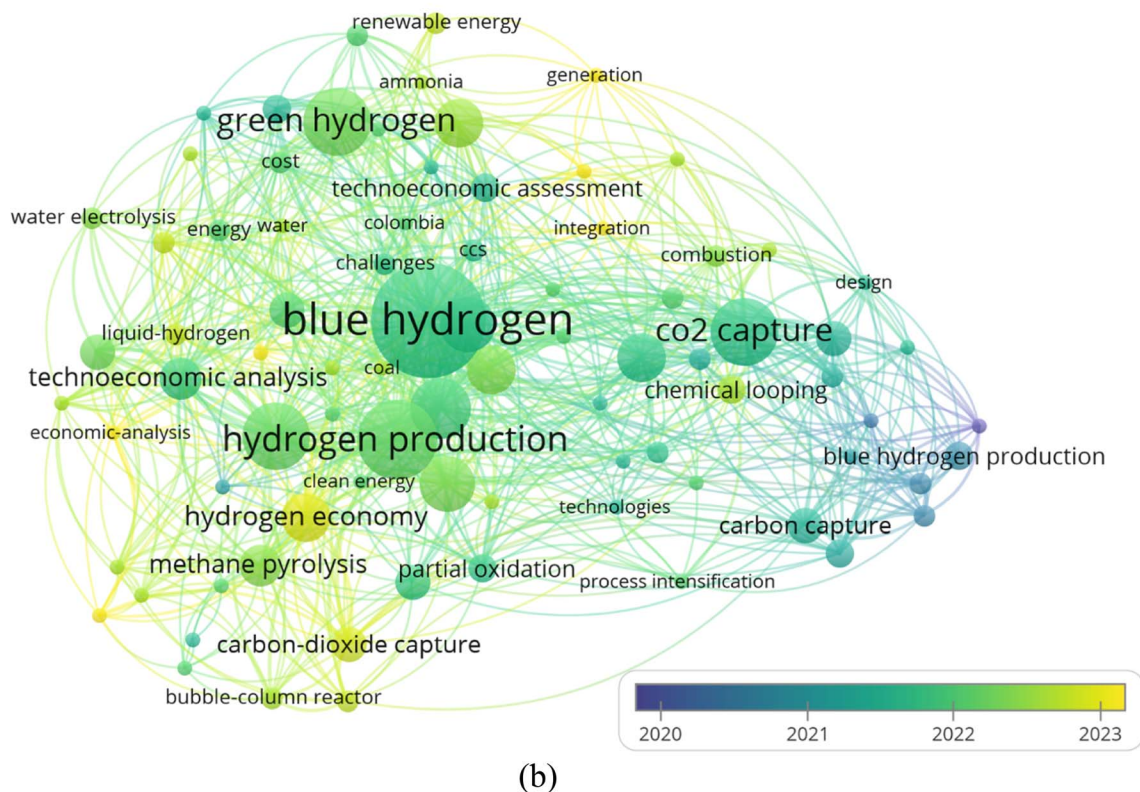 renewable energy
generation
ammonia
green hydrogen
cost
technoeconomic assessment
water electrolysis
energy
water
colombia
integration
ccs
challenges
combustion
design
blue hydrogen
co2 capture
liquid-hydrogen
coal
technoeconomic analysis
chemical looping
economic-analysis
hydrogen production
blue hydrogen production
clean energy
technologies
hydrogen economy
carbon capture
methane pyrolysis
partial oxidation
process intensification
carbon-dioxide capture
bubble-column reactor
2020
2021
2022
2023
(b)